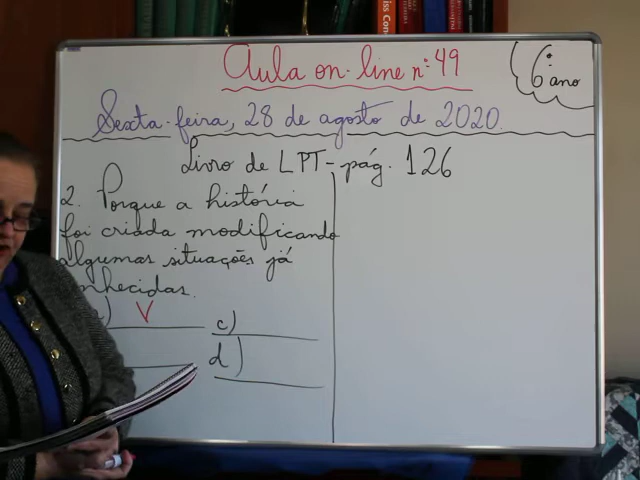 Aula on-line nº 49
6º ano
Sexta-feira, 28 de agosto de 2020.
Livro de LPT - pág. 126
2. Porque a história
foi criada modificando
algumas situações já
nhecidas.
) V
c)
d)